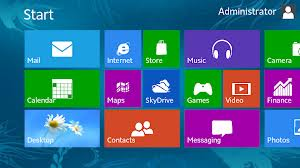 Start
Administrator
Mail
Internet
Store
Music
Camera
Calendar
Maps
SkyDrive
Games
Video
Finance
Desktop
Contacts
Messaging
Photos